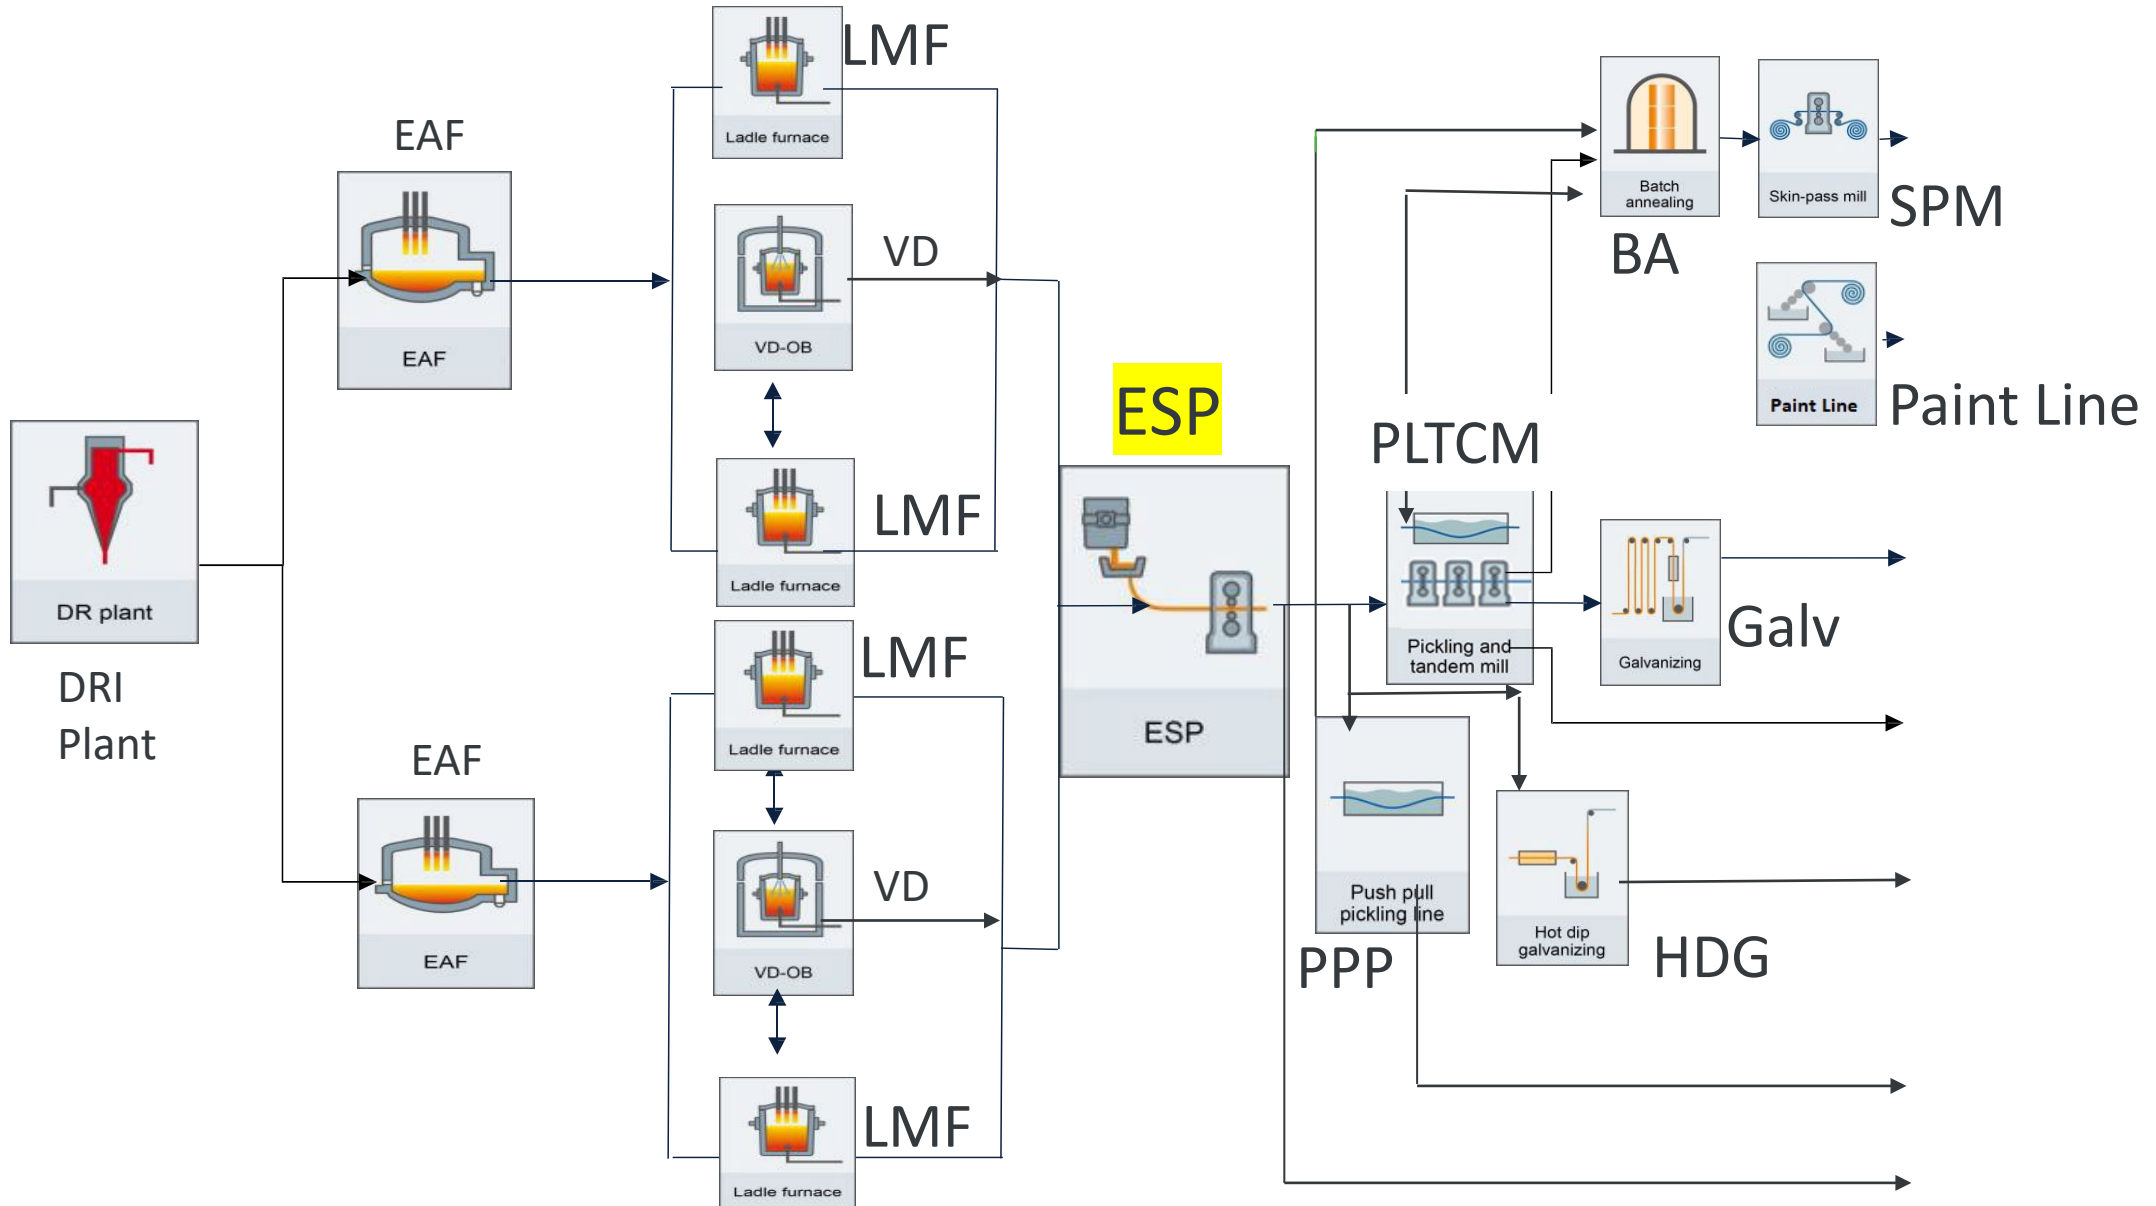 LMF
Ladle furnace
EAF
EAF
VD
VD-OB
LMF
Ladle furnace
DR plant
DRI
Plant
LMF
Ladle furnace
EAF
EAF
VD
VD-OB
LMF
Ladle furnace
ESP
ESP
Batch
annealing
BA
Skin-pass mill
SPM
Paint Line
Paint Line
PLTCM
Pickling and
tandem mill
Galvanizing
Galv
Push pull
pickling line
PPP
Hot dip
galvanizing
HDG